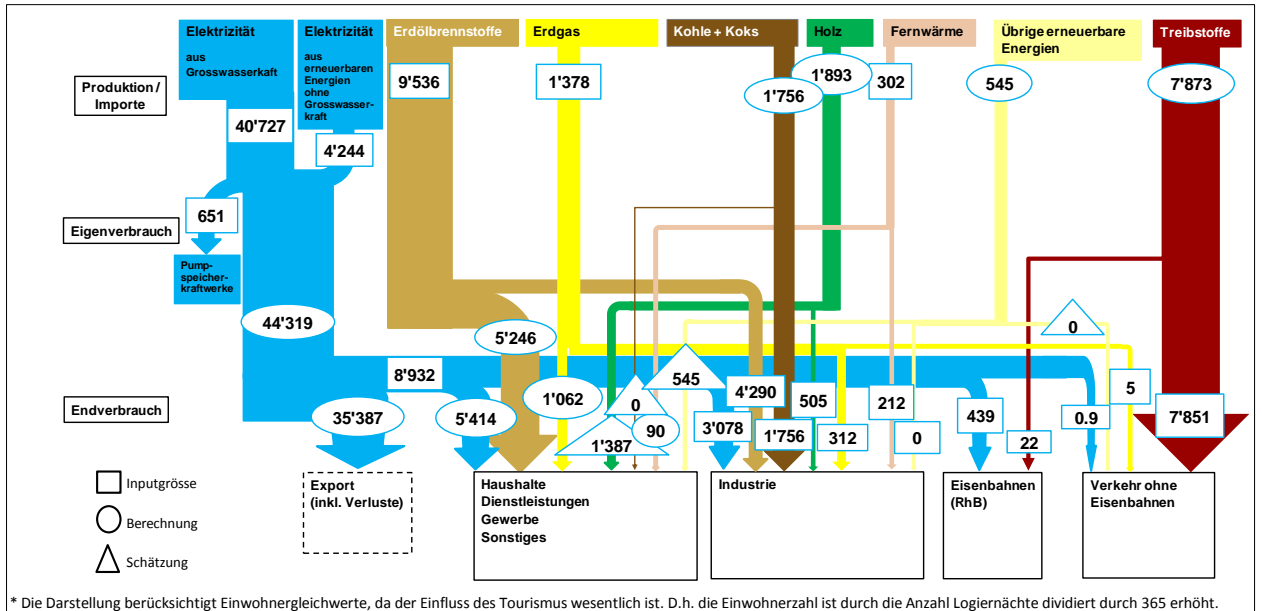 Elektrizität
aus
Grosswasserkaft
Elektrizität
aus
erneuerbaren
Energien
ohne
Grosswasser-
kraft
Erdölbrennstoffe
Erdgas
Kohle + Koks
Holz
Fernwärme
Übrige erneuerbare
Energien
Treibstoffe
Produktion /
Importe
40'727
4'244
9'536
1'378
1'756
1'893
302
545
7'873
Eigenverbrauch
651
Pump-
speicher-
kraftwerke
44'319
Endverbrauch
8'932
35'387
5'414
5'246
1'062
0
1'387
90
545
3'078
4'290
1'756
505
312
212
0
439
22
0
0.9
5
7'851
Inputgrösse
Berechnung
Schätzung
Export
(inkl. Verluste)
Haushalte
Dienstleistungen
Gewerbe
Sonstiges
Industrie
Eisenbahnen
(RhB)
Verkehr ohne
Eisenbahnen
* Die Darstellung berücksichtigt Einwohnergleichwerte, da der Einfluss des Tourismus wesentlich ist. D.h. die Einwohnerzahl ist durch die Anzahl Logiernächte dividiert durch 365 erhöht.